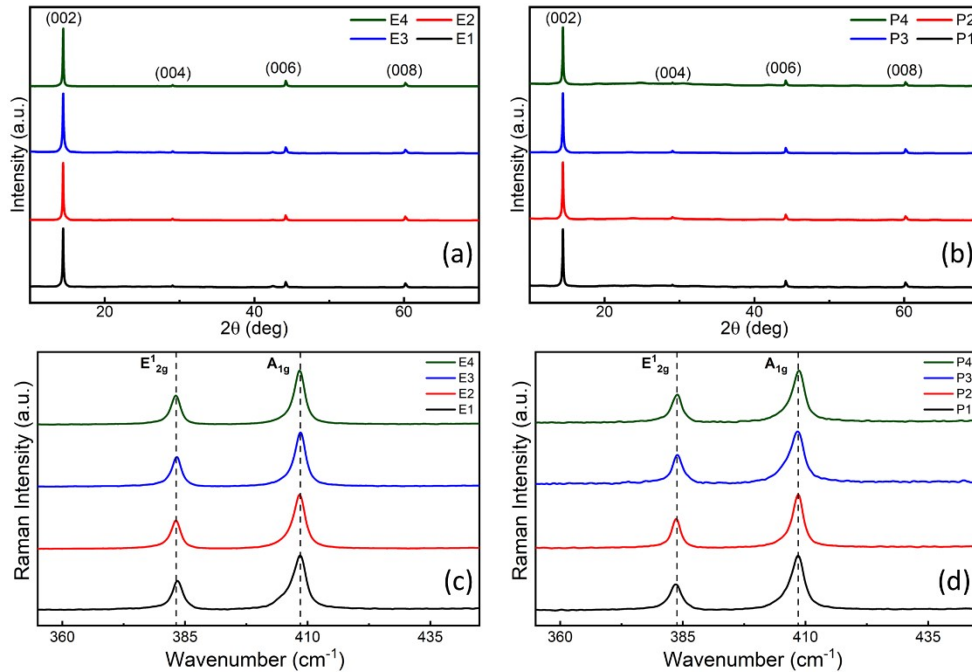 (002)
E4
E2
E3
E1
(004)
(006)
(008)
(a)
Intensity (a.u.)
20
40
60
2θ (deg)
(002)
P4
P2
P3
P1
(004)
(006)
(008)
(b)
Intensity (a.u.)
20
40
60
2θ (deg)
E¹₂g
A₁g
E4
E3
E2
E1
(c)
Raman Intensity (a.u.)
360
385
410
435
Wavenumber (cm⁻¹)
E¹₂g
A₁g
P4
P3
P2
P1
(d)
Raman Intensity (a.u.)
360
385
410
435
Wavenumber (cm⁻¹)